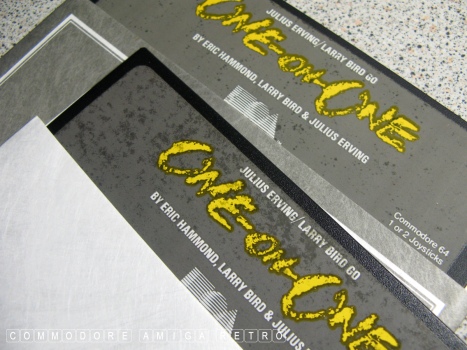 JULIUS ERVING/LARRY BIRD GO
ONE-ON-ONE
BY ERIC HAMMOND, LARRY BIRD & JULIUS ERVING
Commodore 64
1 or 2 Joysticks
JULIUS ERVING/LARRY BIRD GO
ONE-ON-ONE
BY ERIC HAMMOND, LARRY BIRD & JULIUS
COMMODORE AMIGA RETRO